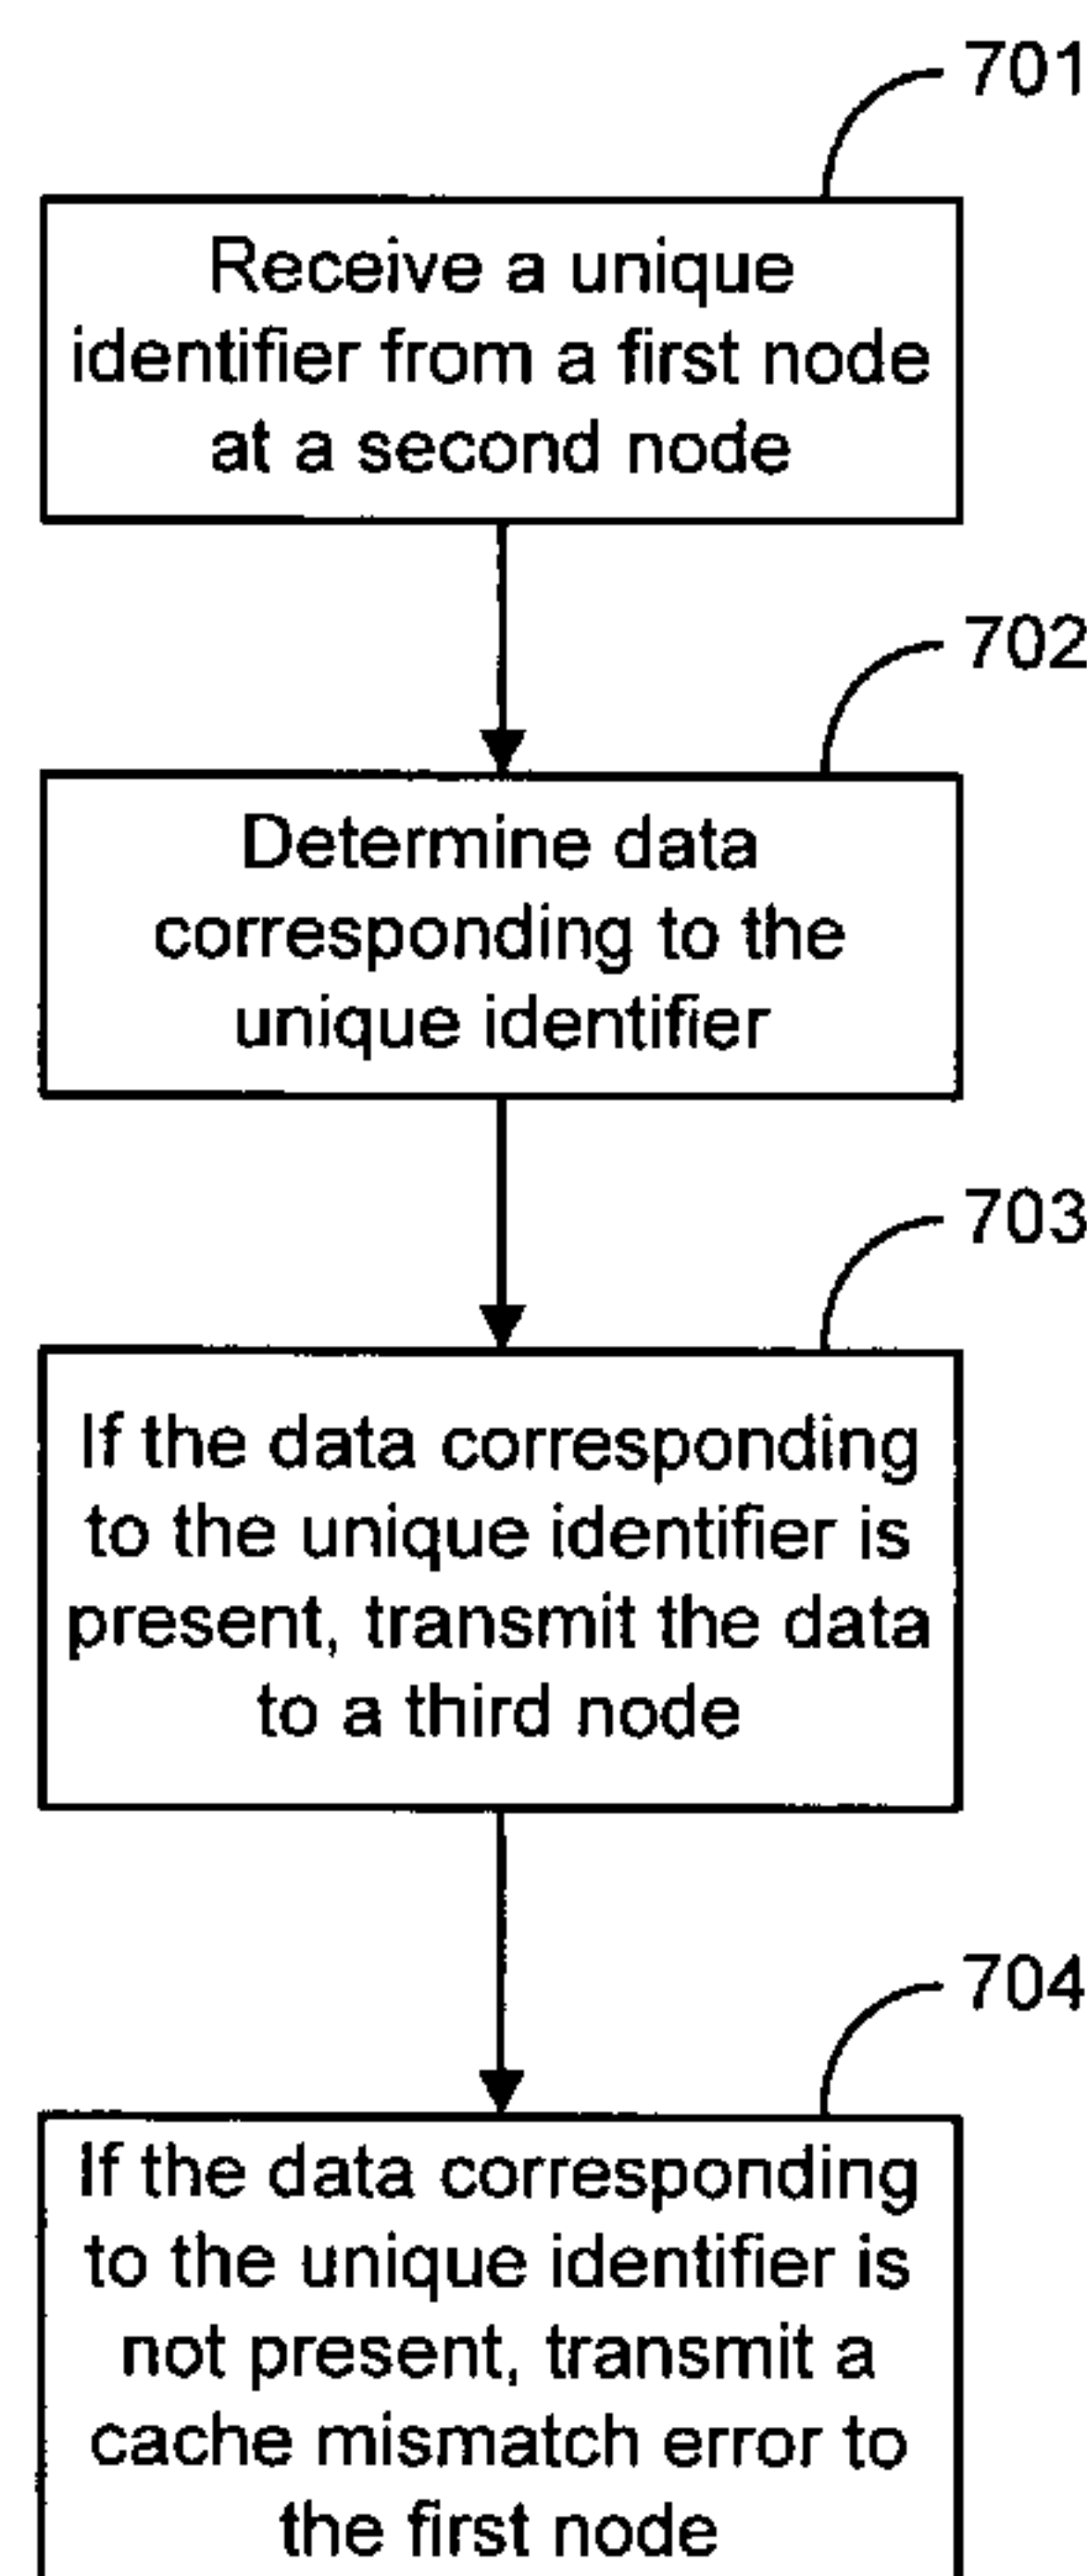 701
Receive a unique
identifier from a first node
at a second node
702
Determine data
corresponding to the
unique identifier
703
If the data corresponding
to the unique identifier is
present, transmit the data
to a third node
704
If the data corresponding
to the unique identifier is
not present, transmit a
cache mismatch error to
the first node